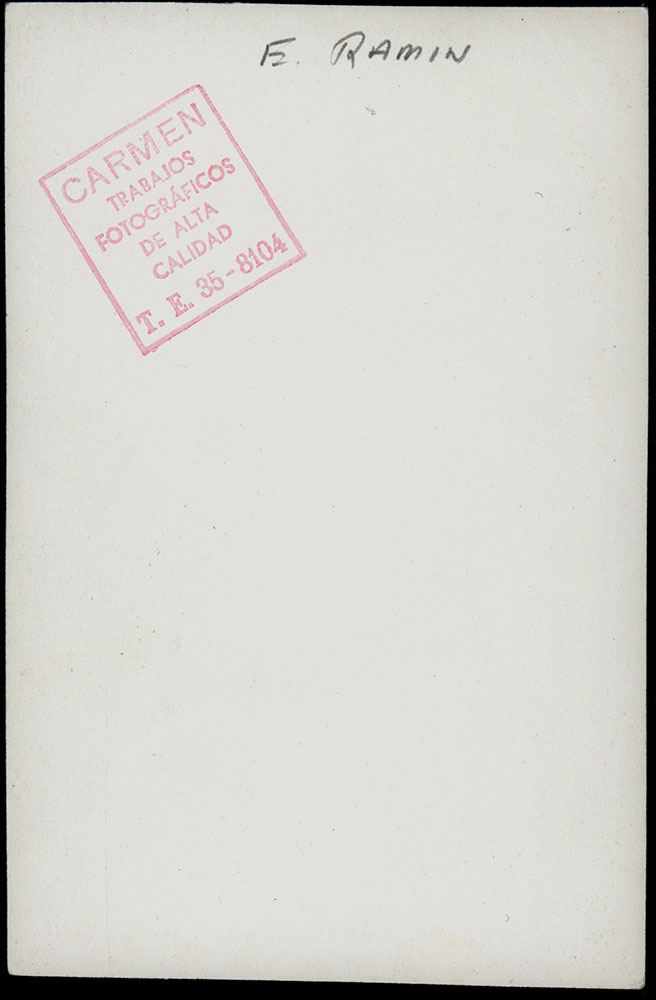 E. RAMIN
CARMEN
TRABAJOS
FOTOGRÁFICOS
DE ALTA
CALIDAD
T. E. 35-8104